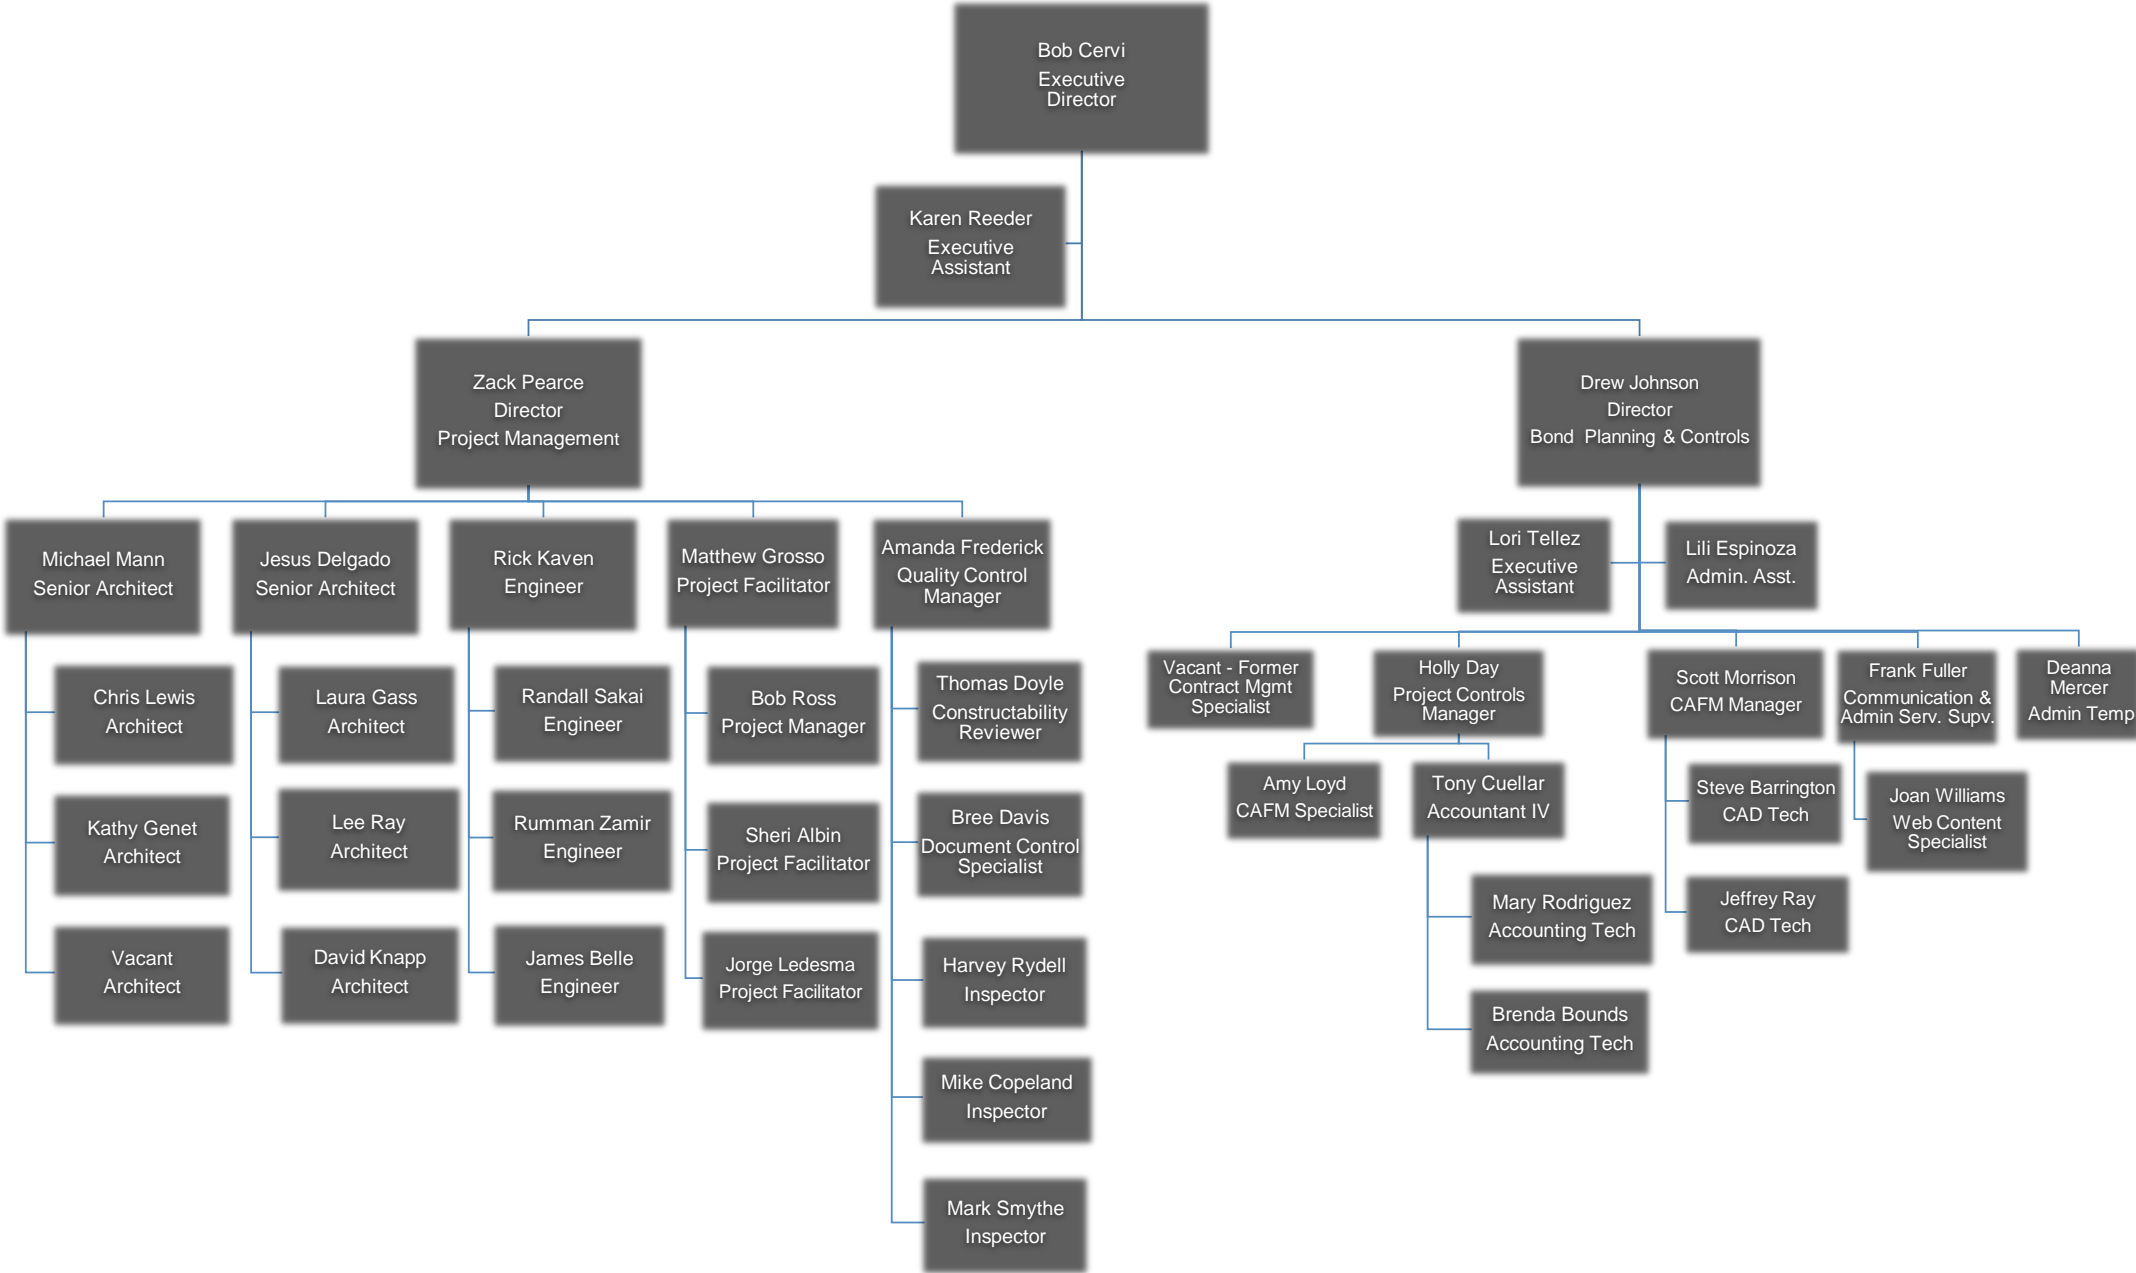 Bob Cervi
Executive
Director
Karen Reeder
Executive
Assistant
Zack Pearce
Director
Project Management
Drew Johnson
Director
Bond Planning & Controls
Michael Mann
Senior Architect
Jesus Delgado
Senior Architect
Rick Kaven
Engineer
Matthew Grosso
Project Facilitator
Amanda Frederick
Quality Control
Manager
Lori Tellez
Executive
Assistant
Lili Espinoza
Admin. Asst.
Chris Lewis
Architect
Kathy Genet
Architect
Vacant
Architect
Laura Gass
Architect
Lee Ray
Architect
David Knapp
Architect
Randall Sakai
Engineer
Rumman Zamir
Engineer
James Belle
Engineer
Bob Ross
Project Manager
Sheri Albin
Project Facilitator
Jorge Ledesma
Project Facilitator
Thomas Doyle
Constructability
Reviewer
Bree Davis
Document Control
Specialist
Harvey Rydell
Inspector
Mike Copeland
Inspector
Mark Smythe
Inspector
Vacant - Former
Contract Mgmt
Specialist
Holly Day
Project Controls
Manager
Scott Morrison
CAFM Manager
Frank Fuller
Communication &
Admin Serv. Supv.
Deanna
Mercer
Admin Temp
Amy Loyd
CAFM Specialist
Tony Cuellar
Accountant IV
Mary Rodriguez
Accounting Tech
Brenda Bounds
Accounting Tech
Steve Barrington
CAD Tech
Jeffrey Ray
CAD Tech
Joan Williams
Web Content
Specialist